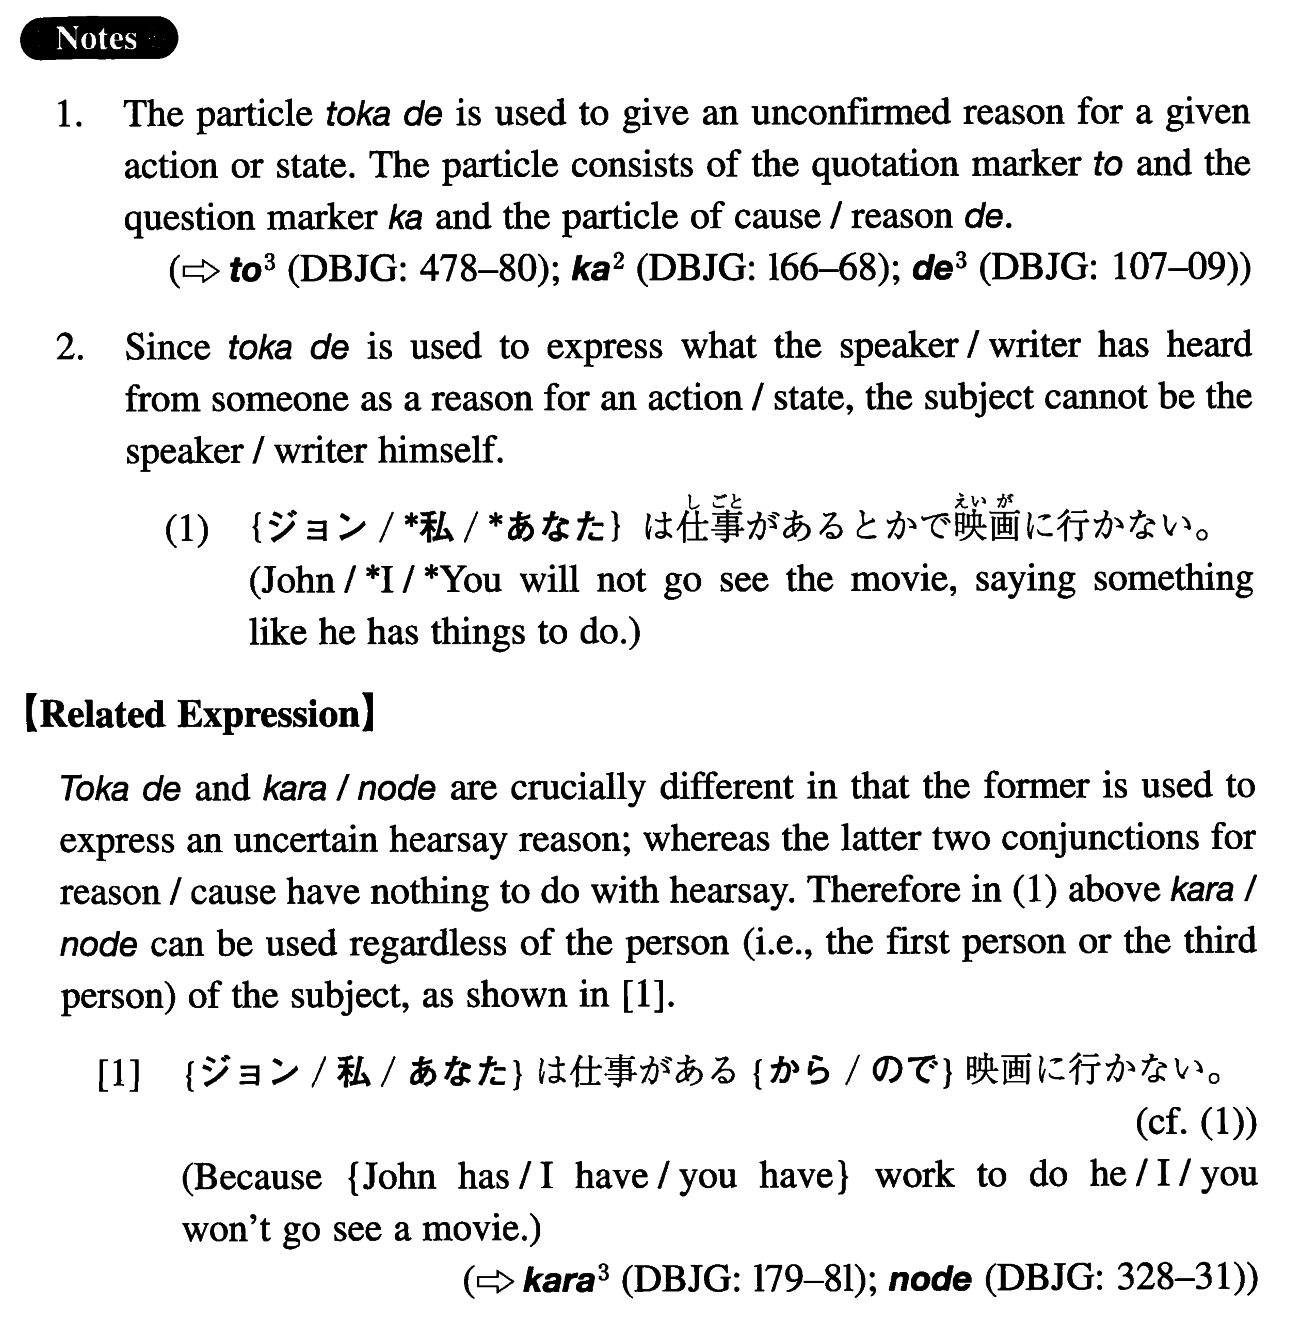 Notes
1. The particle toka de is used to give an unconfirmed reason for a given
action or state. The particle consists of the quotation marker to and the
question marker ka and the particle of cause / reason de.
(⇨ to³ (DBJG: 478–80); ka² (DBJG: 166–68); de³ (DBJG: 107–09))
2. Since toka de is used to express what the speaker / writer has heard
from someone as a reason for an action / state, the subject cannot be the
speaker / writer himself.
しごと えいが
(1) {ジョン / *私 / *あなた} は仕事があるとかで映画に行かない。
(John / *I / *You will not go see the movie, saying something
like he has things to do.)
【Related Expression】
Toka de and kara / node are crucially different in that the former is used to
express an uncertain hearsay reason; whereas the latter two conjunctions for
reason / cause have nothing to do with hearsay. Therefore in (1) above kara /
node can be used regardless of the person (i.e., the first person or the third
person) of the subject, as shown in [1].
[1] {ジョン / 私 / あなた} は仕事がある {から / ので} 映画に行かない。
(cf. (1))
(Because {John has / I have / you have} work to do he / I / you
won't go see a movie.)
(⇨ kara³ (DBJG: 179–81); node (DBJG: 328–31))